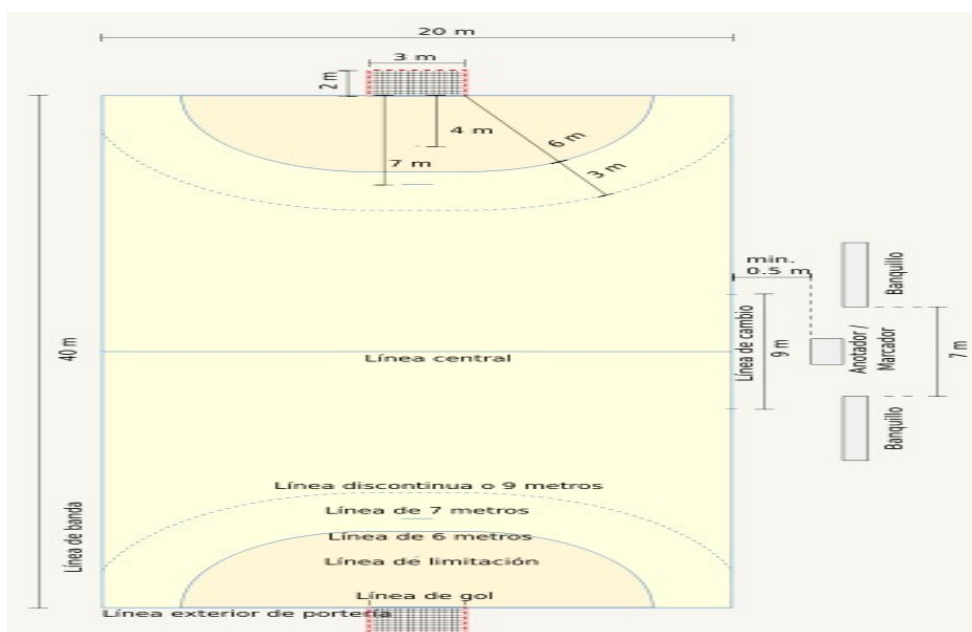 20 m
3 m
2 m
4 m
7 m
6 m
3 m
min.
0.5 m
Banquillo
Línea de cambio
9 m
Anotador /
Marcador
7 m
40 m
Línea central
Banquillo
Línea discontinua o 9 metros
Línea de 7 metros
Línea de 6 metros
Línea de limitación
Línea de banda
Línea de gol
Línea exterior de portería